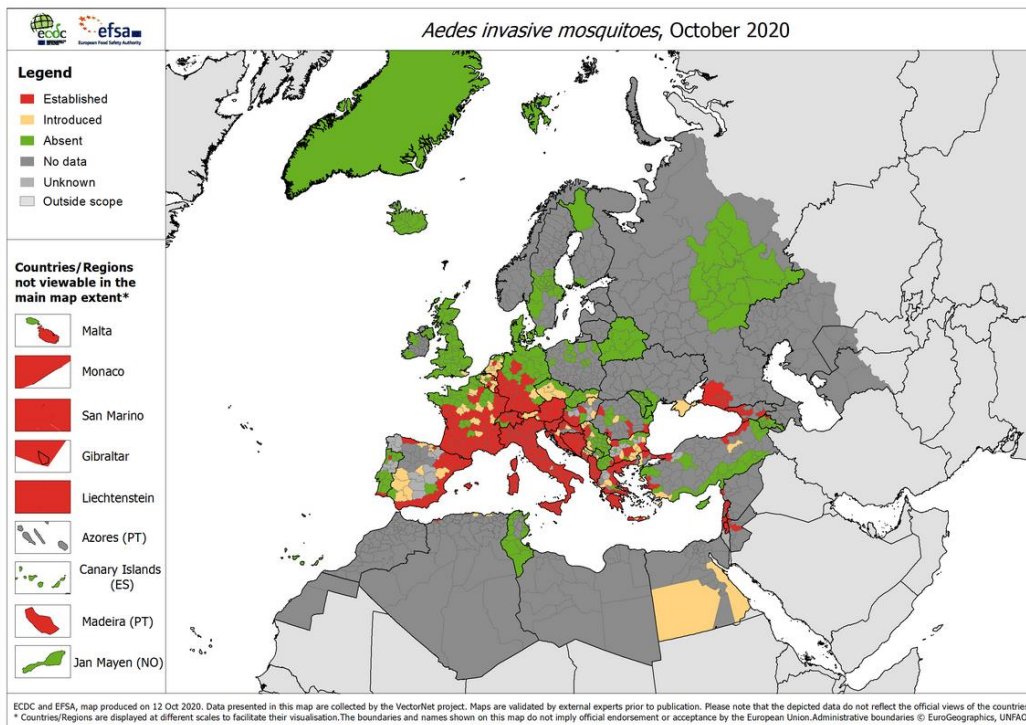 ecdc
efsa
European Food Safety Authority
Aedes invasive mosquitoes, October 2020
Legend
Established
Introduced
Absent
No data
Unknown
Outside scope
Countries/Regions
not viewable in the
main map extent*
Malta
Monaco
San Marino
Gibraltar
Liechtenstein
Azores (PT)
Canary Islands
(ES)
Madeira (PT)
Jan Mayen (NO)
ECDC and EFSA, map produced on 12 Oct 2020. Data presented in this map are collected by the VectorNet project. Maps are validated by external experts prior to publication. Please note that the depicted data do not reflect the official views of the countries
* Countries/Regions are displayed at different scales to facilitate their visualisation.The boundaries and names shown on this map do not imply official endorsement or acceptance by the European Union.Administrative boundaries © EuroGeographics, UNFAO